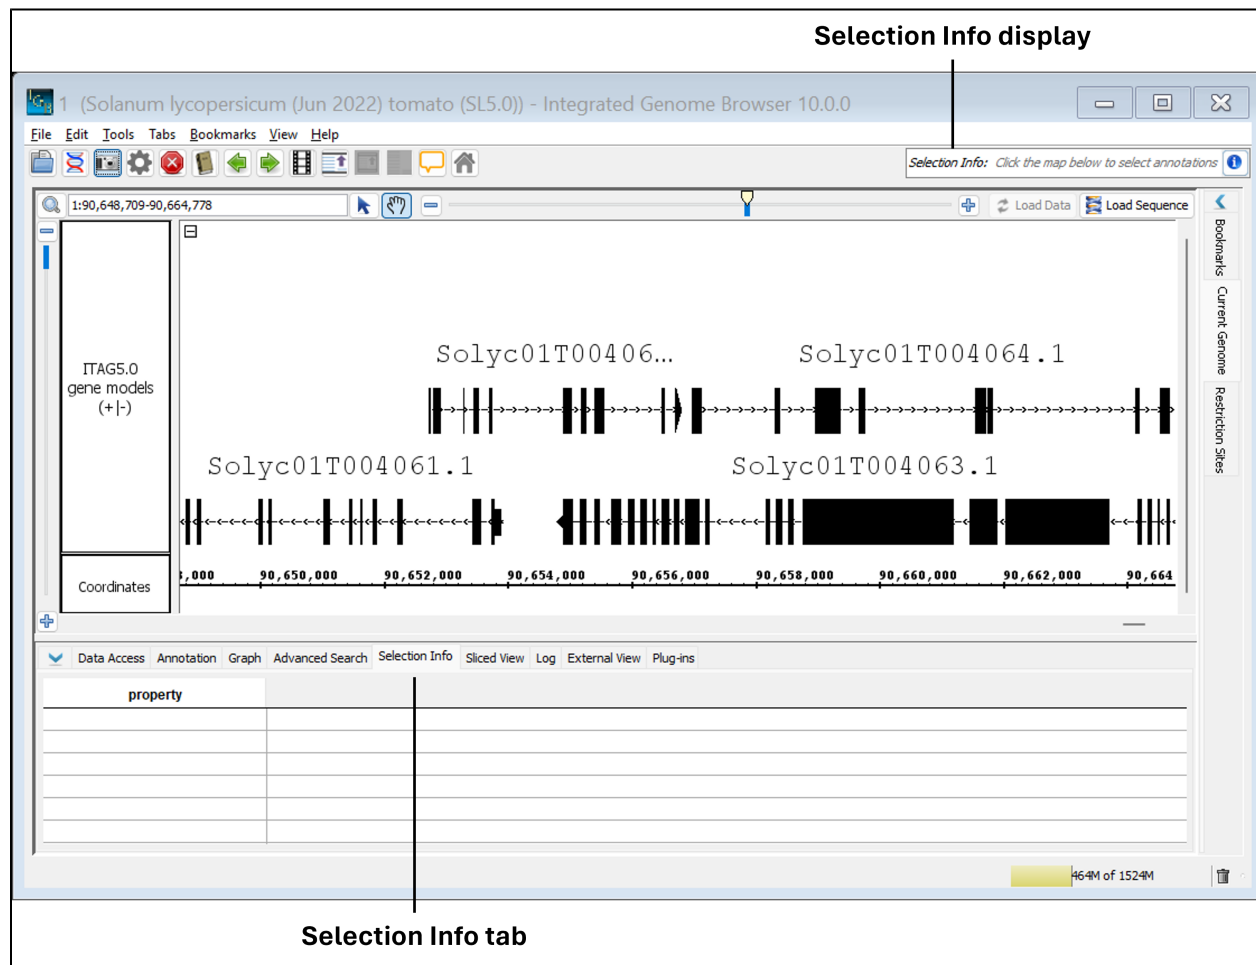 Selection Info display
1 (Solanum lycopersicum (Jun 2022) tomato (SL5.0)) - Integrated Genome Browser 10.0.0
File Edit Tools Tabs Bookmarks View Help
Selection Info: Click the map below to select annotations
1:90,648,709-90,664,778
Load Data
Load Sequence
Bookmarks
Current Genome
Restriction Sites
ITAG5.0
gene models
(+|-)
Solyc01T00406... Solyc01T004064.1
Solyc01T004061.1 Solyc01T004063.1
Coordinates
,000 90,650,000 90,652,000 90,654,000 90,656,000 90,658,000 90,660,000 90,662,000 90,664
Data Access Annotation Graph Advanced Search Selection Info Sliced View Log External View Plug-ins
property
464M of 1524M
Selection Info tab